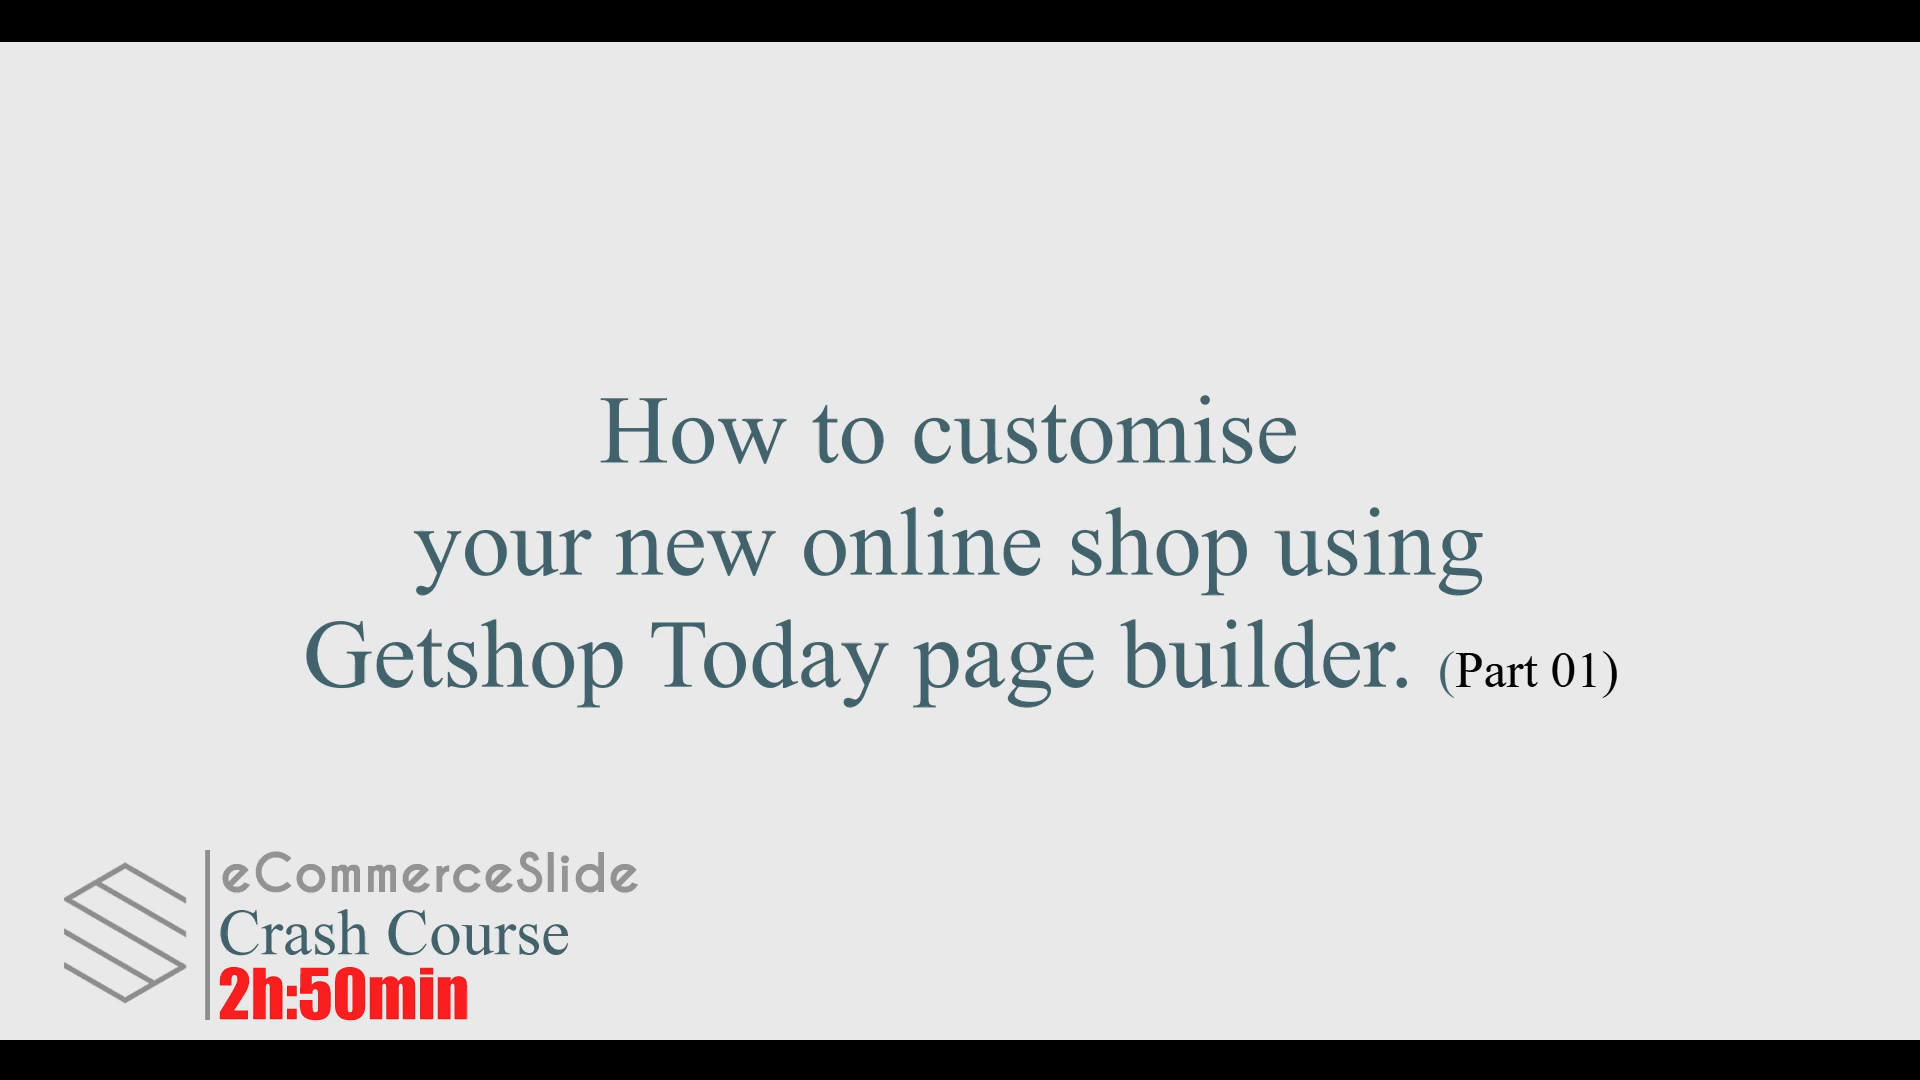 How to customise
your new online shop using
Getshop Today page builder. (Part 01)
eCommerceSlide
Crash Course
2h:50min